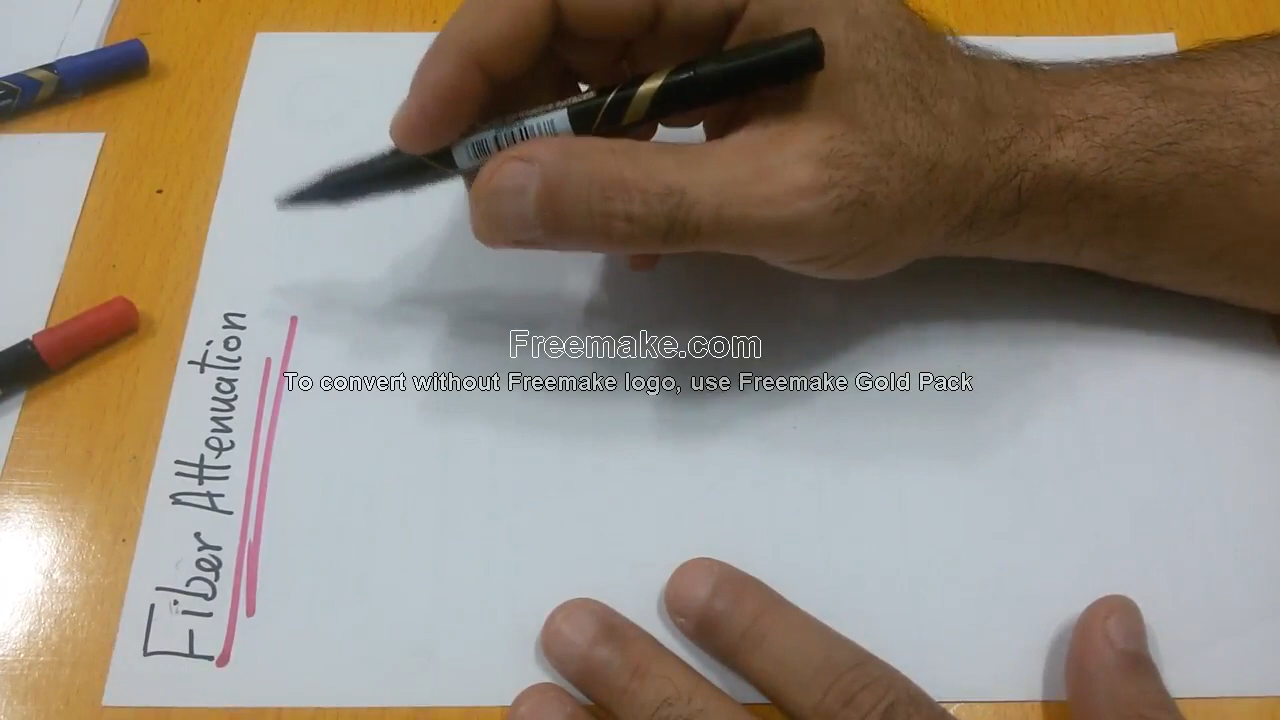 Fiber Attenuation
Freemake.com
To convert without Freemake logo, use Freemake Gold Pack